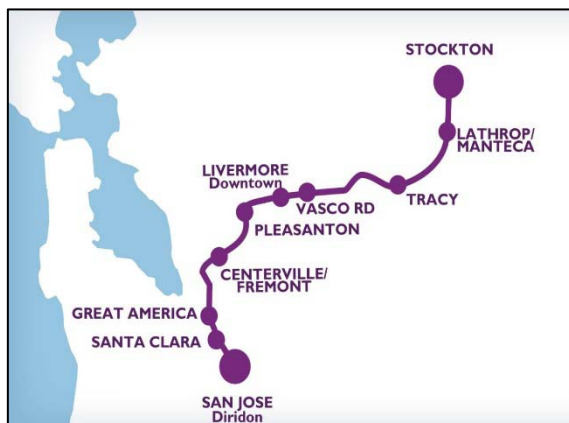 STOCKTON
LATHROP/
MANTECA
LIVERMORE
Downtown
VASCO RD
TRACY
PLEASANTON
CENTERVILLE/
FREMONT
GREAT AMERICA
SANTA CLARA
SAN JOSE
Diridon